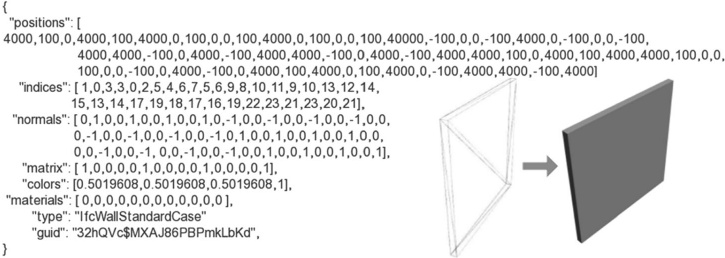 {
"positions": [
4000,100,0,4000,100,4000,0,100,0,0,100,4000,0,100,0,0,100,40000,-100,0,0,-100,4000,0,-100,0,0,-100,
4000,4000,-100,0,4000,-100,4000,4000,-100,0,4000,-100,4000,4000,100,0,4000,100,4000,4000,100,0,0,
100,0,0,-100,0,4000,-100,0,4000,100,4000,0,100,4000,0,-100,4000,4000,-100,4000]
"indices": [ 1,0,3,3,0,2,5,4,6,7,5,6,9,8,10,11,9,10,13,12,14,
15,13,14,17,19,18,17,16,19,22,23,21,23,20,21],
"normals": [ 0,1,0,0,1,0,0,1,0,-1,0,0,-1,0,0,-1,0,0,-1,0,0,
0,-1,0,0,-1,0,0,-1,0,0,-1,0,1,0,0,1,0,0,1,0,0,1,0,0,
0,0,-1,0,0,-1, 0,0,-1,0,0,-1,0,0,1,0,0,1,0,0,1,0,0,1],
"matrix": [ 1,0,0,0,0,1,0,0,0,0,1,0,0,0,0,1],
"colors": [0.5019608,0.5019608,0.5019608,1],
"materials": [ 0,0,0,0,0,0,0,0,0,0,0,0 ],
"type": "IfcWallStandardCase"
"guid": "32hQVc$MXAJ86PBPmkLbKd",
}